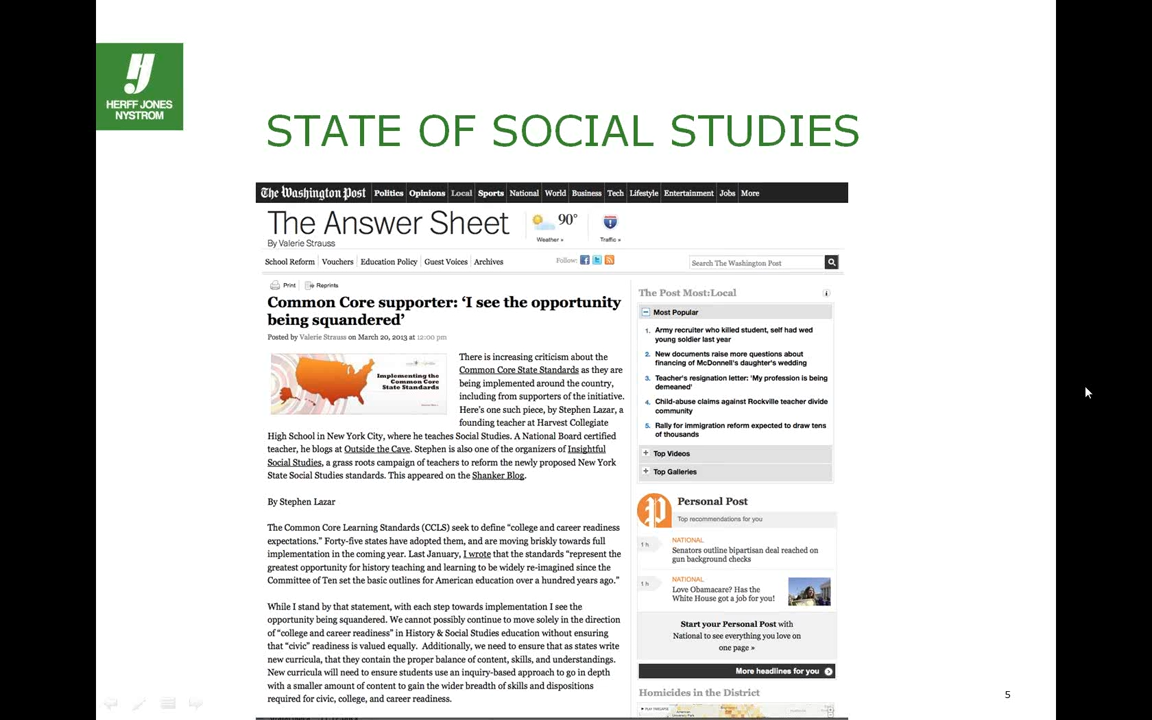 HERFF JONES
NYSTROM
STATE OF SOCIAL STUDIES
The Washington Post Politics Opinions Local Sports National World Business Tech Lifestyle Entertainment Jobs More
The Answer Sheet
By Valerie Strauss
90°
Weather » Traffic »
School Reform Vouchers Education Policy Guest Voices Archives
Follow:
Search The Washington Post
Print Reprints
Common Core supporter: ‘I see the opportunity
being squandered’
Posted by Valerie Strauss on March 20, 2013 at 12:00 pm
Implementing the
Common Core
State Standards
There is increasing criticism about the
Common Core State Standards as they are
being implemented around the country,
including from supporters of the initiative.
Here's one such piece, by Stephen Lazar, a
founding teacher at Harvest Collegiate
High School in New York City, where he teaches Social Studies. A National Board certified
teacher, he blogs at Outside the Cave. Stephen is also one of the organizers of Insightful
Social Studies, a grass roots campaign of teachers to reform the newly proposed New York
State Social Studies standards. This appeared on the Shanker Blog.
By Stephen Lazar
The Common Core Learning Standards (CCLS) seek to define “college and career readiness
expectations.” Forty-five states have adopted them, and are moving briskly towards full
implementation in the coming year. Last January, I wrote that the standards “represent the
greatest opportunity for history teaching and learning to be widely re-imagined since the
Committee of Ten set the basic outlines for American education over a hundred years ago.”
While I stand by that statement, with each step towards implementation I see the
opportunity being squandered. We cannot possibly continue to move solely in the direction
of “college and career readiness” in History & Social Studies education without ensuring
that “civic” readiness is valued equally. Additionally, we need to ensure that as states write
new curricula, that they contain the proper balance of content, skills, and understandings.
New curricula will need to ensure students use an inquiry-based approach to go in depth
with a smaller amount of content to gain the wider breadth of skills and dispositions
required for civic, college, and career readiness.
The Post Most: Local
Most Popular
1. Army recruiter who killed student, self had wed
young soldier last year
2. New documents raise more questions about
financing of McDonnell's daughter's wedding
3. Teacher's resignation letter: 'My profession is being
demeaned'
4. Child-abuse claims against Rockville teacher divide
community
5. Rally for immigration reform expected to draw tens
of thousands
Top Videos
Top Galleries
Personal Post
Top recommendations for you
NATIONAL
1 h
Senators outline bipartisan deal reached on
gun background checks
NATIONAL
1 h
Love Obamacare? Has the
White House got a job for you!
Start your Personal Post with
National to see everything you love on
one page »
More headlines for you
Homicides in the District
5